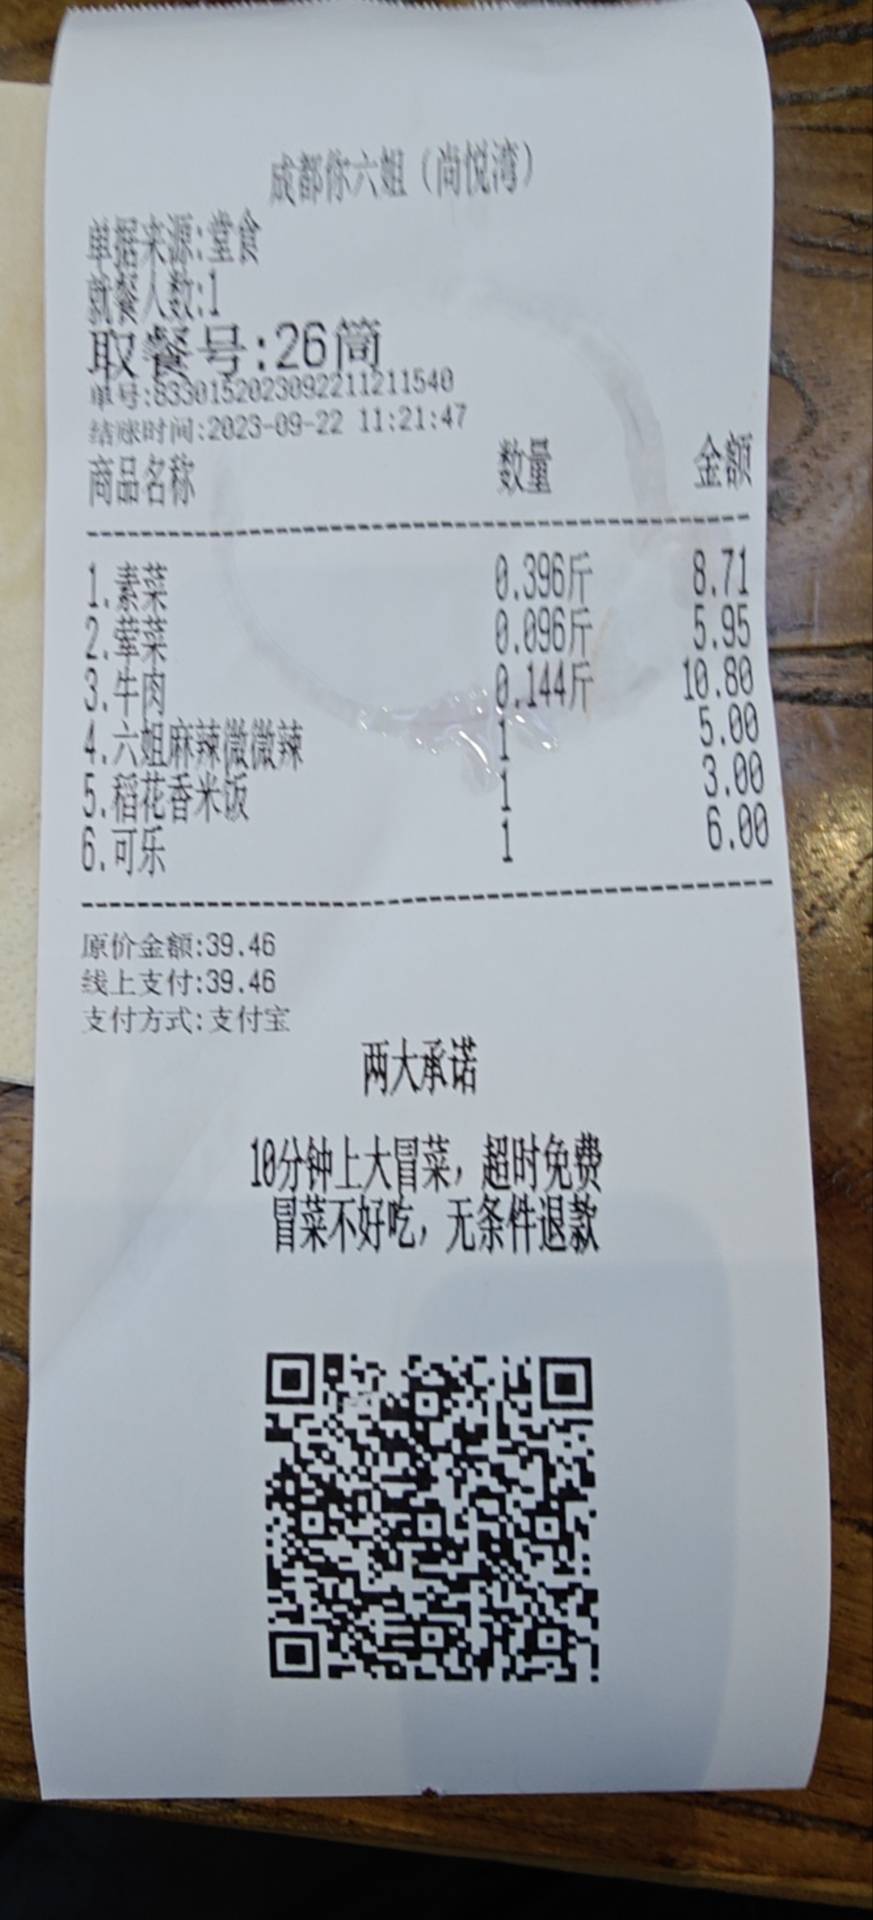 成都你六姐（尚悦湾）
单据来源:堂食
就餐人数:1
取餐号:26筒
单号:8330152023092211211540
结账时间:2023-09-22 11:21:47
商品名称 数量 金额
1.素菜 0.396斤 8.71
2.荤菜 0.096斤 5.95
3.牛肉 0.144斤 10.80
4.六姐麻辣微微辣 1 5.00
5.稻花香米饭 1 3.00
6.可乐 1 6.00
原价金额:39.46
线上支付:39.46
支付方式:支付宝
两大承诺
10分钟上大冒菜，超时免费
冒菜不好吃，无条件退款